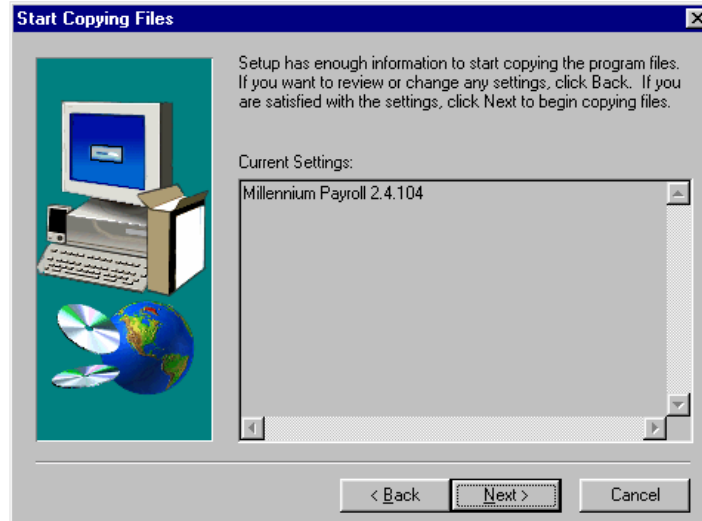 Start Copying Files
Setup has enough information to start copying the program files.
If you want to review or change any settings, click Back.  If you
are satisfied with the settings, click Next to begin copying files.
Current Settings:
Millennium Payroll 2.4.104
< Back
Next >
Cancel